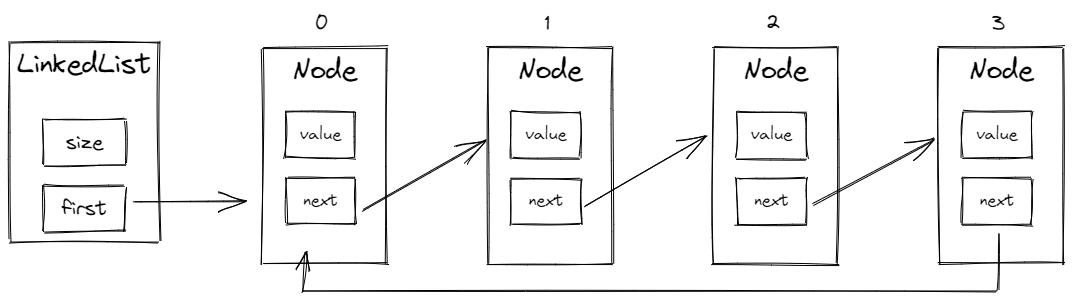 0 1 2 3
LinkedList
size
first
Node
value
next
Node
value
next
Node
value
next
Node
value
next